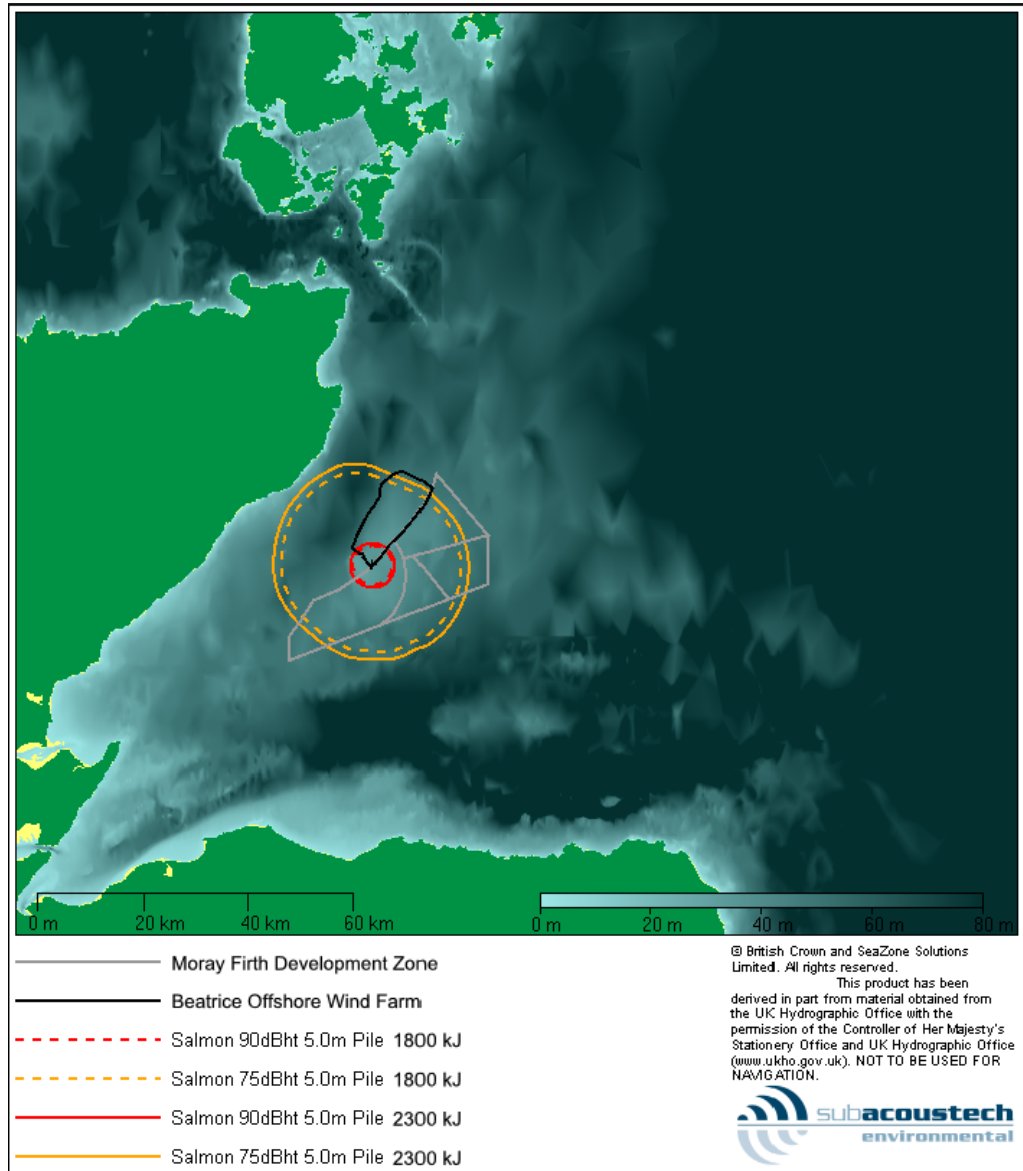 0 m 20 km 40 km 60 km
0 m 20 m 40 m 60 m 80 m
Moray Firth Development Zone
Beatrice Offshore Wind Farm
Salmon 90dBht 5.0m Pile 1800 kJ
Salmon 75dBht 5.0m Pile 1800 kJ
Salmon 90dBht 5.0m Pile 2300 kJ
Salmon 75dBht 5.0m Pile 2300 kJ
© British Crown and SeaZone Solutions
Limited. All rights reserved.
This product has been
derived in part from material obtained from
the UK Hydrographic Office with the
permission of the Controller of Her Majesty's
Stationery Office and UK Hydrographic Office
(www.ukho.gov.uk). NOT TO BE USED FOR
NAVIGATION.
subacoustech
environmental